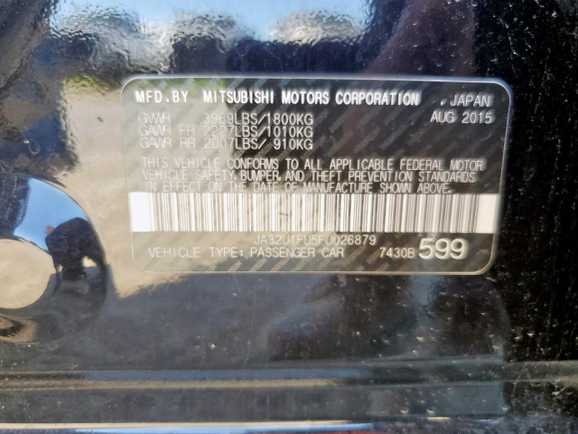 MFD.BY MITSUBISHI MOTORS CORPORATION , JAPAN
GVWR 3969LBS/1800KG AUG 2015
GAWR FR 2227LBS/1010KG
GAWR RR 2007LBS/ 910KG
THIS VEHICLE CONFORMS TO ALL APPLICABLE FEDERAL MOTOR
VEHICLE SAFETY, BUMPER, AND THEFT PREVENTION STANDARDS
IN EFFECT ON THE DATE OF MANUFACTURE SHOWN ABOVE.
JA32U1FU5FU026879
VEHICLE TYPE: PASSENGER CAR 7430B 599